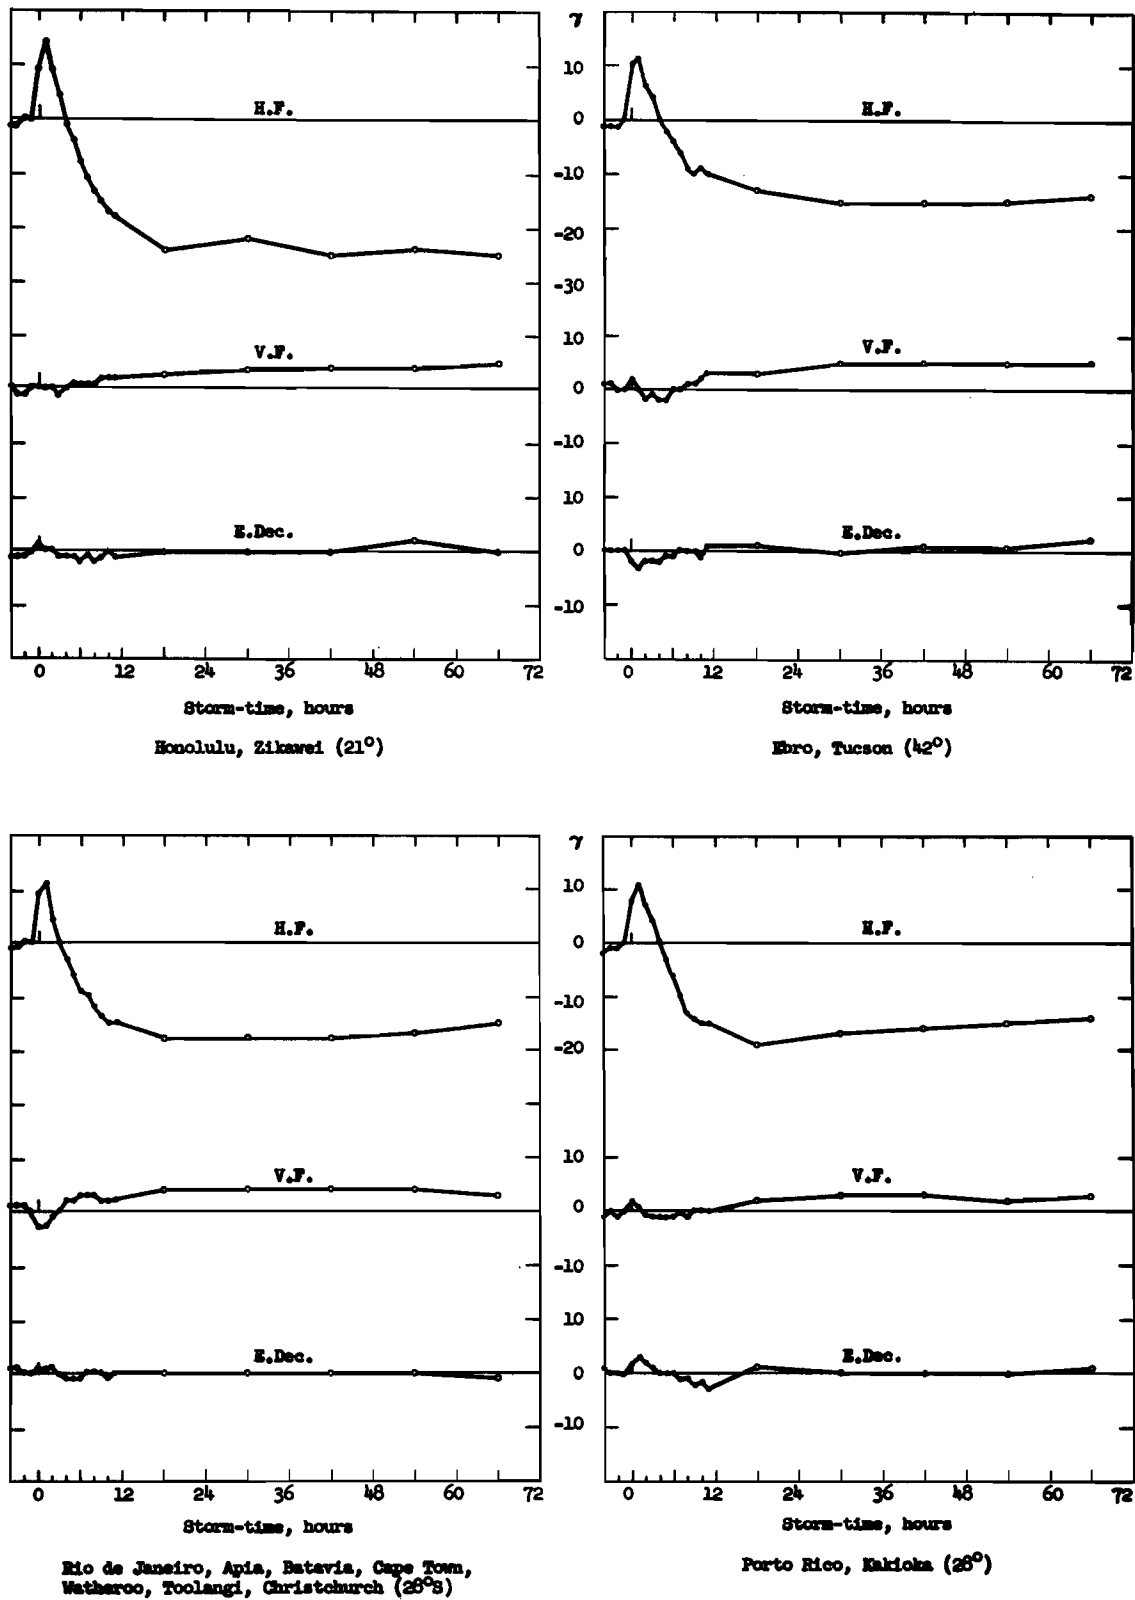 γ
10
0
-10
-20
-30
10
0
-10
10
0
-10
H.F.
V.F.
E.Dec.
0 12 24 36 48 60 72
Storm-time, hours
Honolulu, Zikawei (21°)
H.F.
V.F.
E.Dec.
0 12 24 36 48 60 72
Storm-time, hours
Ebro, Tucson (42°)
γ
10
0
-10
-20
10
0
-10
10
0
-10
H.F.
V.F.
E.Dec.
0 12 24 36 48 60 72
Storm-time, hours
Rio de Janeiro, Apia, Batavia, Cape Town,
Watheroo, Toolangi, Christchurch (28°S)
H.F.
V.F.
E.Dec.
0 12 24 36 48 60 72
Storm-time, hours
Porto Rico, Kakioka (28°)